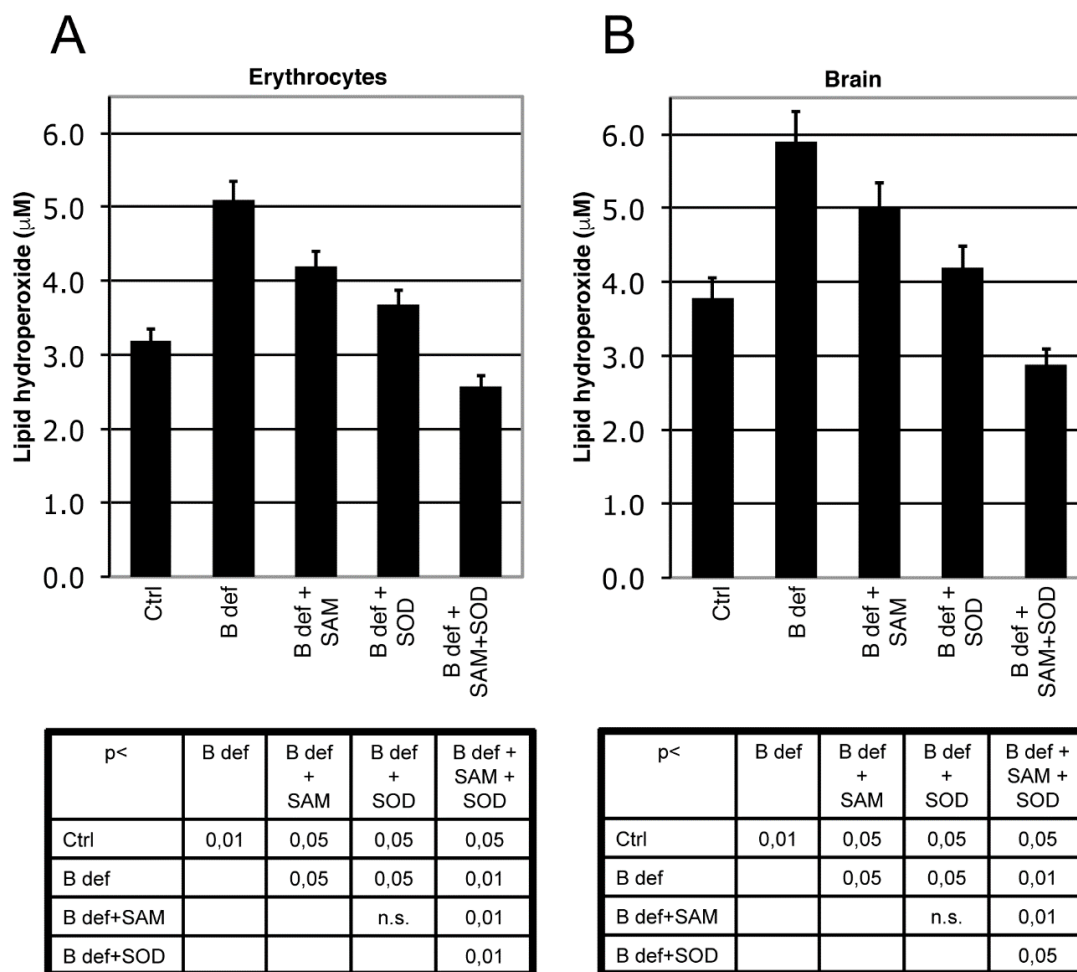 A
Erythrocytes
Lipid hydroperoxide (μM)
6.0
5.0
4.0
3.0
2.0
1.0
0.0
Ctrl
B def
B def +
SAM
B def +
SOD
B def +
SAM+SOD
p<
B def
B def
+
SAM
B def
+
SOD
B def +
SAM +
SOD
Ctrl 0,01 0,05 0,05 0,05
B def 0,05 0,05 0,01
B def+SAM n.s. 0,01
B def+SOD 0,01
B
Brain
Lipid hydroperoxide (μM)
6.0
5.0
4.0
3.0
2.0
1.0
0.0
Ctrl
B def
B def +
SAM
B def +
SOD
B def +
SAM+SOD
p<
B def
B def
+
SAM
B def
+
SOD
B def +
SAM +
SOD
Ctrl 0,01 0,05 0,05 0,05
B def 0,05 0,05 0,01
B def+SAM n.s. 0,01
B def+SOD 0,05